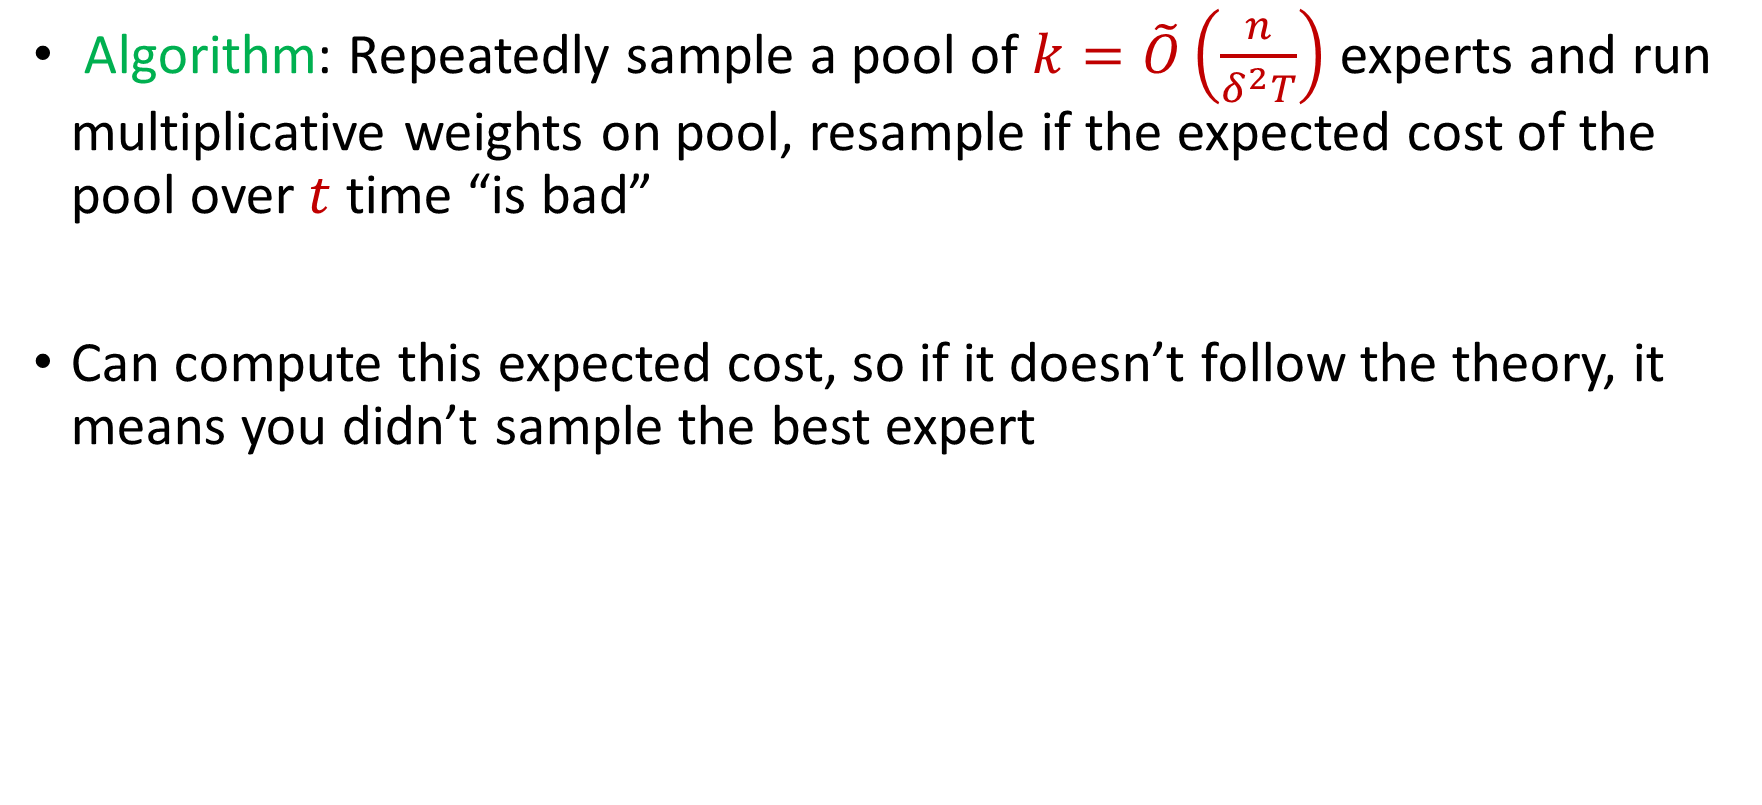 • Algorithm: Repeatedly sample a pool of k = Õ(n/(δ²T)) experts and run
multiplicative weights on pool, resample if the expected cost of the
pool over t time “is bad”
• Can compute this expected cost, so if it doesn’t follow the theory, it
means you didn’t sample the best expert